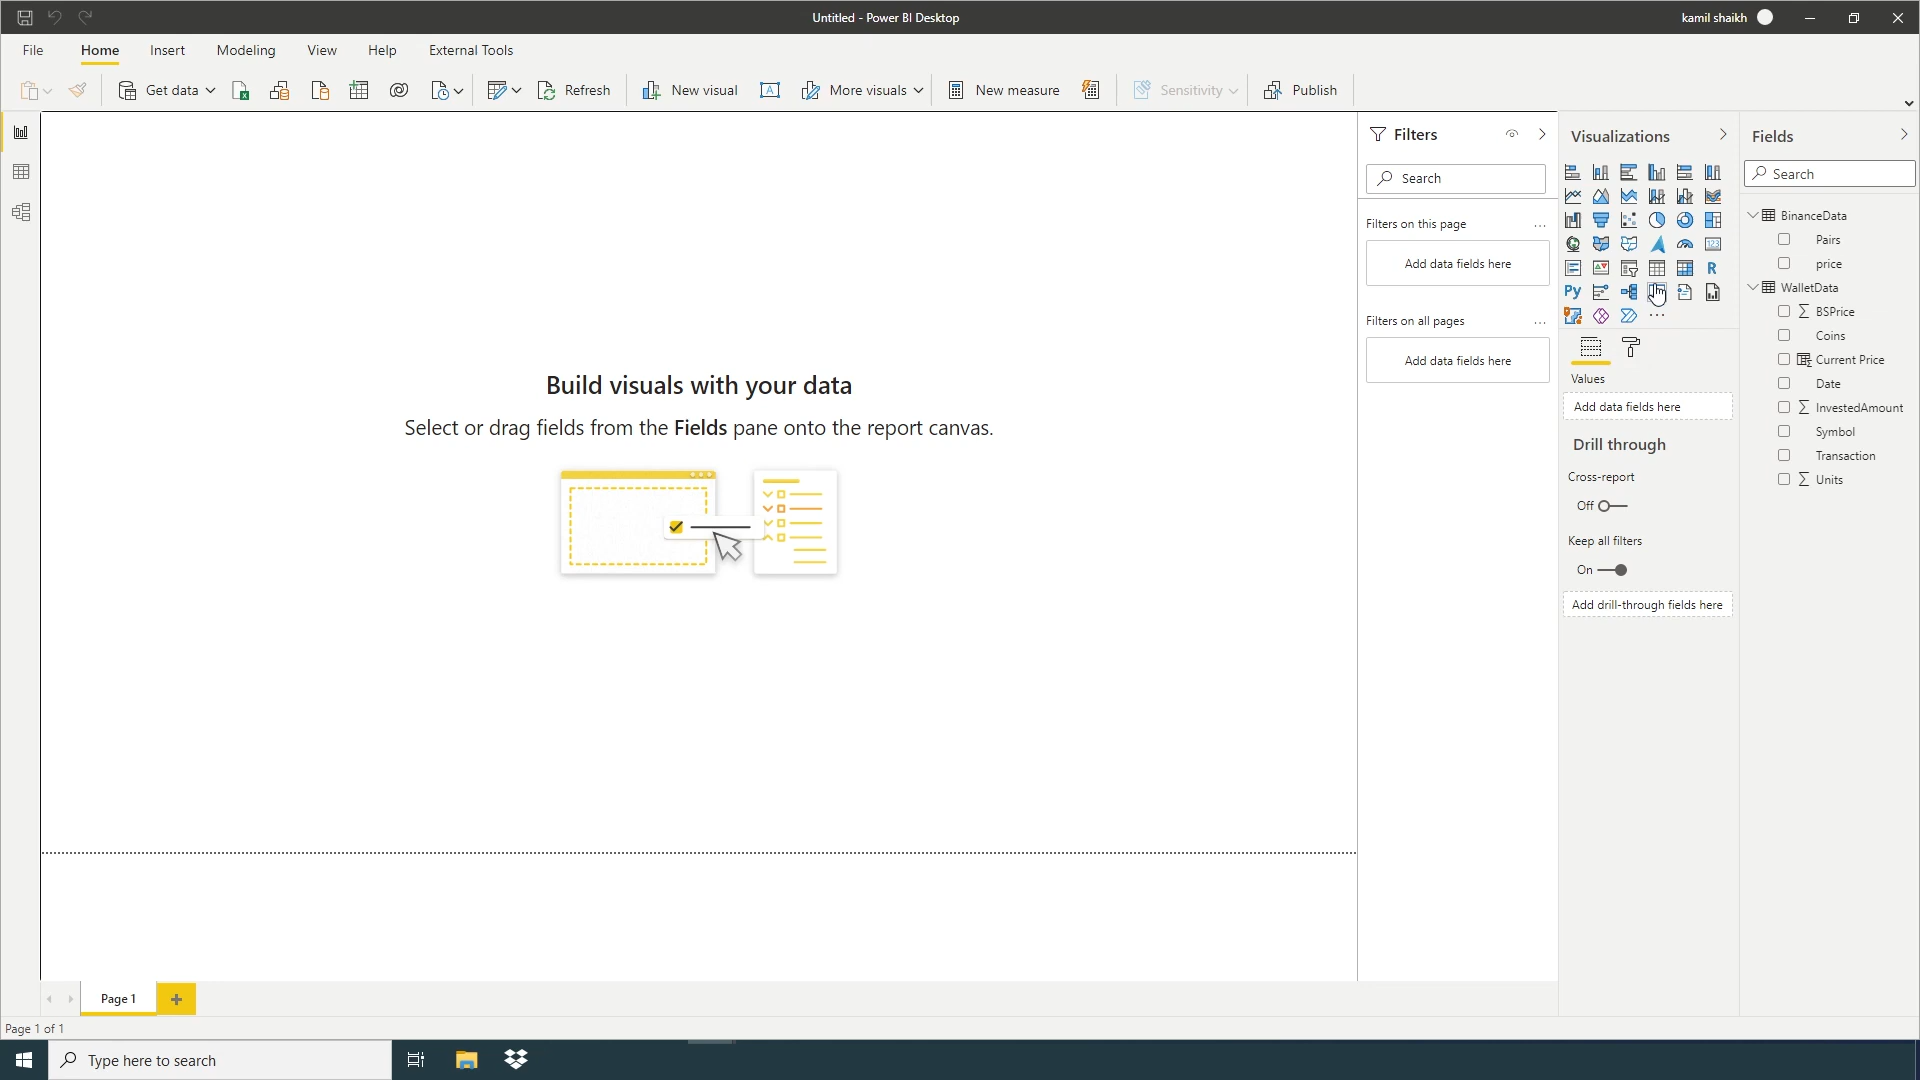 Untitled - Power BI Desktop
kamil shaikh
File
Home
Insert
Modeling
View
Help
External Tools
Get data
Refresh
New visual
A
More visuals
New measure
Sensitivity
Publish
Filters
Search
Filters on this page
...
Add data fields here
Filters on all pages
...
Add data fields here
Visualizations
123
R
Py
...
Values
Add data fields here
Drill through
Cross-report
Off
Keep all filters
On
Add drill-through fields here
Fields
Search
BinanceData
Pairs
price
WalletData
∑ BSPrice
Coins
Current Price
Date
∑ InvestedAmount
Symbol
Transaction
∑ Units
Build visuals with your data
Select or drag fields from the Fields pane onto the report canvas.
Page 1
+
Page 1 of 1
Type here to search